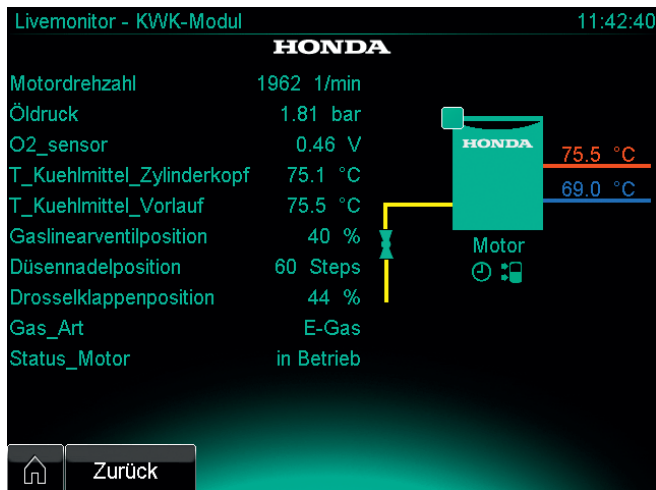 Livemonitor - KWK-Modul 11:42:40
HONDA
Motordrehzahl 1962 1/min
Öldruck 1.81 bar
O2_sensor 0.46 V
T_Kuehlmittel_Zylinderkopf 75.1 °C
T_Kuehlmittel_Vorlauf 75.5 °C
Gaslinearventilposition 40 %
Düsennadelposition 60 Steps
Drosselklappenposition 44 %
Gas_Art E-Gas
Status_Motor in Betrieb
HONDA
75.5 °C
69.0 °C
Motor
Zurück